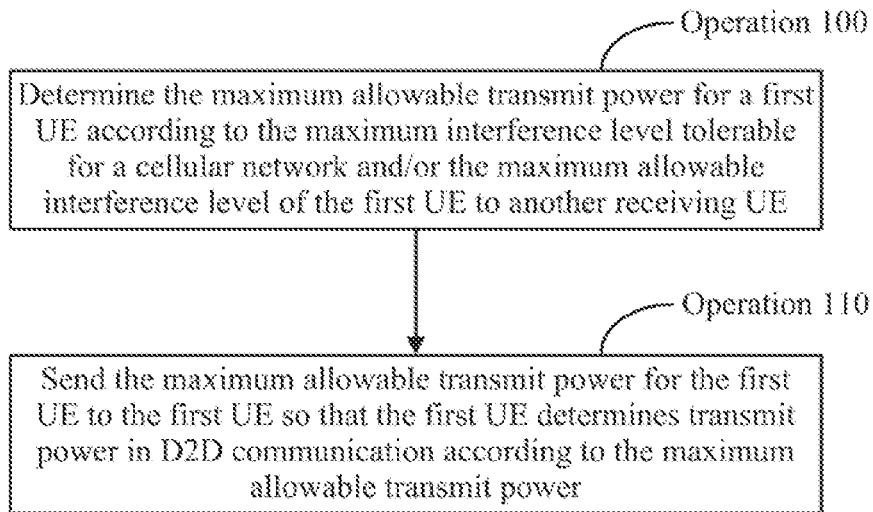 Operation 100
Determine the maximum allowable transmit power for a first
UE according to the maximum interference level tolerable
for a cellular network and/or the maximum allowable
interference level of the first UE to another receiving UE
Operation 110
Send the maximum allowable transmit power for the first
UE to the first UE so that the first UE determines transmit
power in D2D communication according to the maximum
allowable transmit power